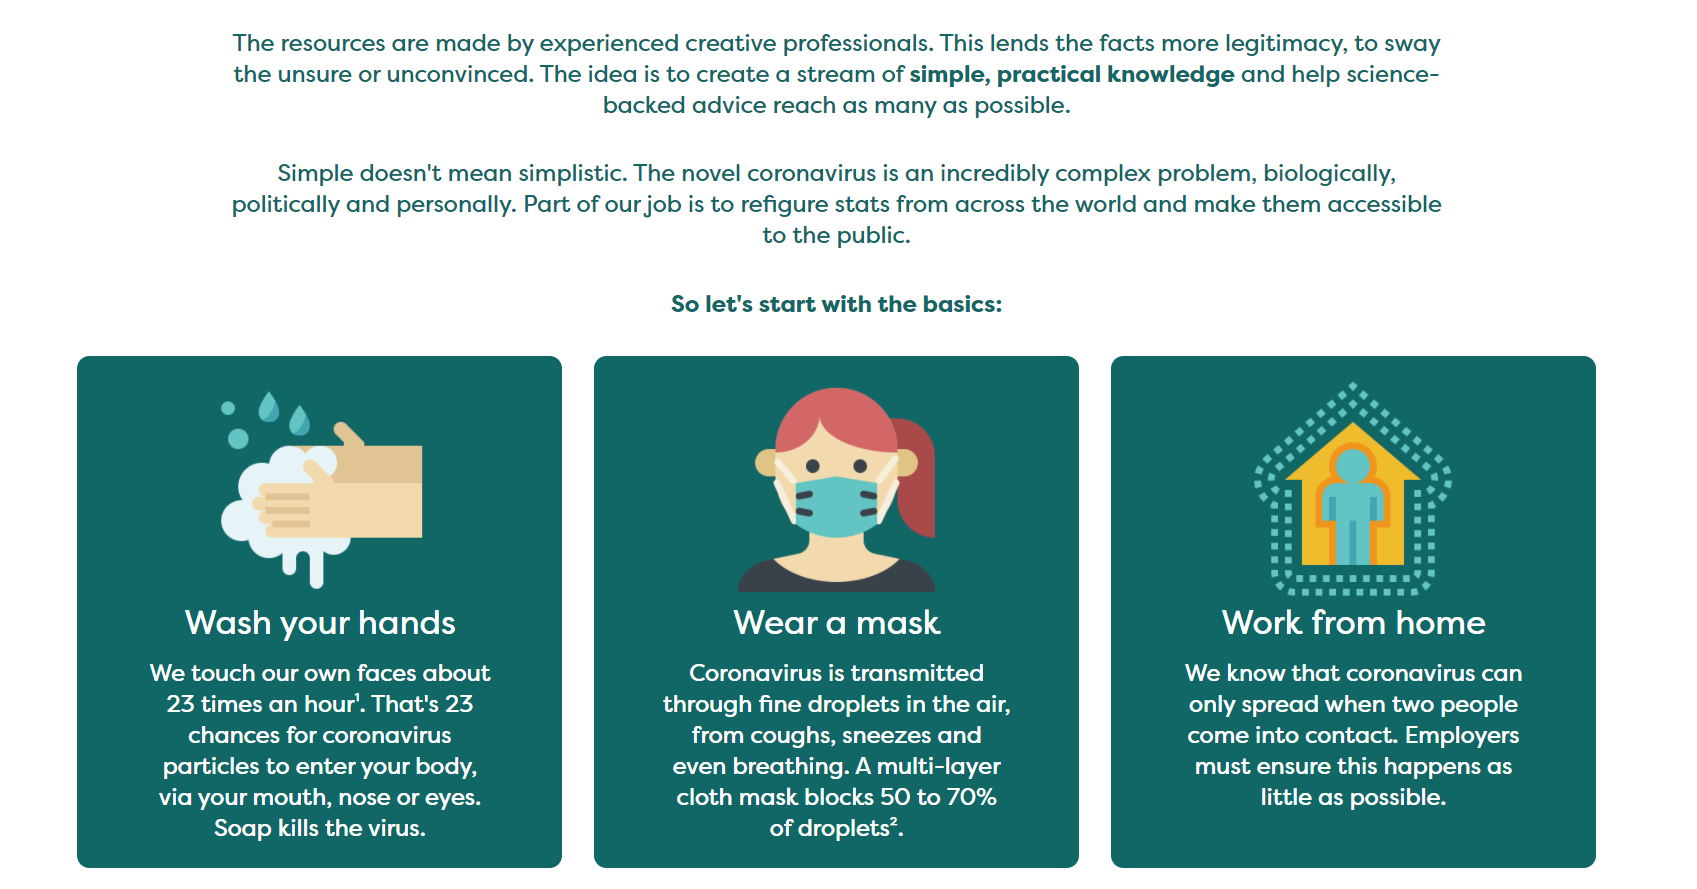 The resources are made by experienced creative professionals. This lends the facts more legitimacy, to sway
the unsure or unconvinced. The idea is to create a stream of simple, practical knowledge and help science-
backed advice reach as many as possible.
Simple doesn't mean simplistic. The novel coronavirus is an incredibly complex problem, biologically,
politically and personally. Part of our job is to refigure stats from across the world and make them accessible
to the public.
So let's start with the basics:
Wash your hands
We touch our own faces about
23 times an hour¹. That's 23
chances for coronavirus
particles to enter your body,
via your mouth, nose or eyes.
Soap kills the virus.
Wear a mask
Coronavirus is transmitted
through fine droplets in the air,
from coughs, sneezes and
even breathing. A multi-layer
cloth mask blocks 50 to 70%
of droplets².
Work from home
We know that coronavirus can
only spread when two people
come into contact. Employers
must ensure this happens as
little as possible.